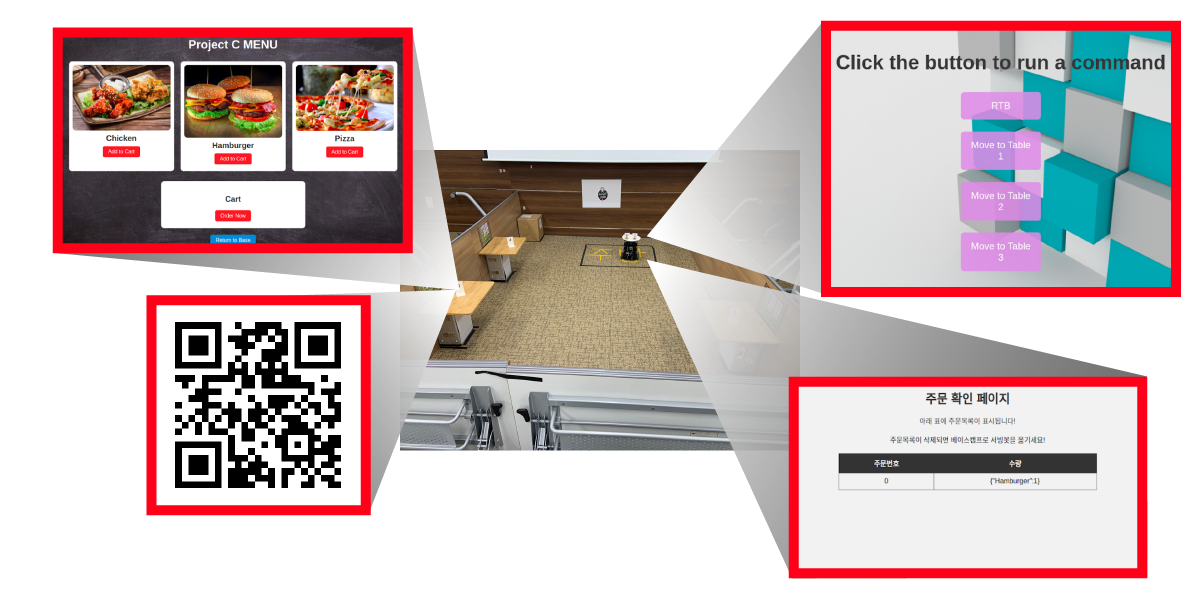 Project C MENU
Chicken
Add to Cart
Hamburger
Add to Cart
Pizza
Add to Cart
Cart
Order Now
Return to Base
Click the button to run a command
RTB
Move to Table
1
Move to Table
2
Move to Table
3
주문 확인 페이지
아래 표에 주문목록이 표시됩니다!
주문목록이 삭제되면 베이스캠프로 서빙봇을 옮기세요!
주문번호 수량
0 {"Hamburger":1}